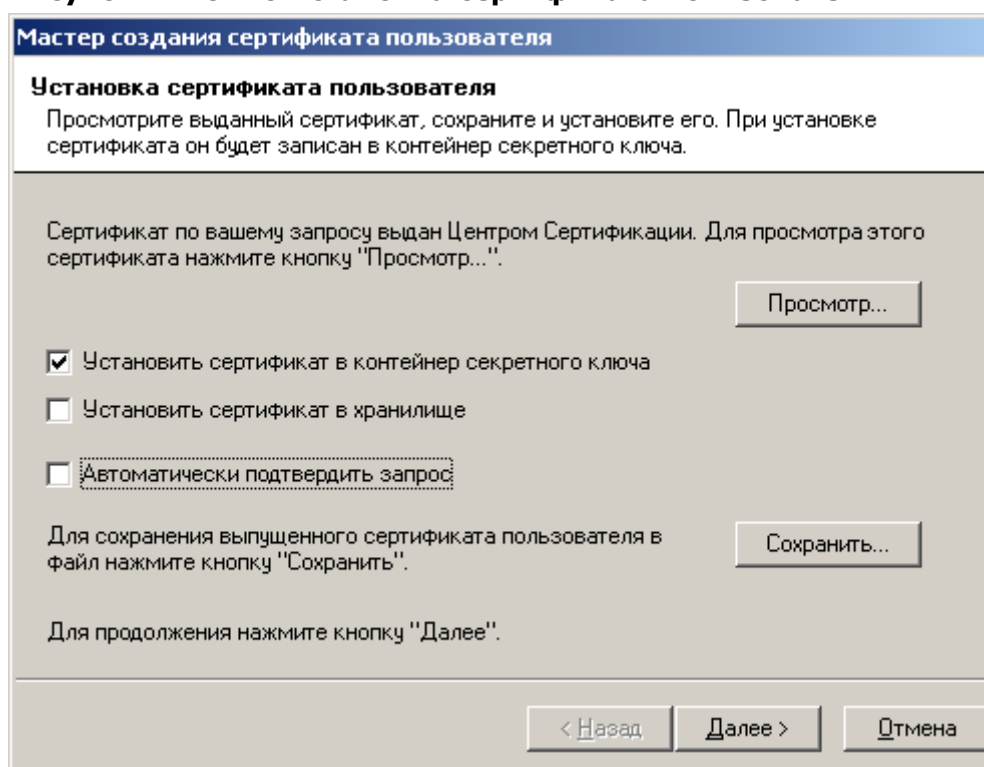 Мастер создания сертификата пользователя
Установка сертификата пользователя
Просмотрите выданный сертификат, сохраните и установите его. При установке
сертификата он будет записан в контейнер секретного ключа.
Сертификат по вашему запросу выдан Центром Сертификации. Для просмотра этого
сертификата нажмите кнопку "Просмотр...".
Просмотр...
Установить сертификат в контейнер секретного ключа
Установить сертификат в хранилище
Автоматически подтвердить запрос
Для сохранения выпущенного сертификата пользователя в
файл нажмите кнопку "Сохранить".
Сохранить...
Для продолжения нажмите кнопку "Далее".
< Назад
Далее >
Отмена